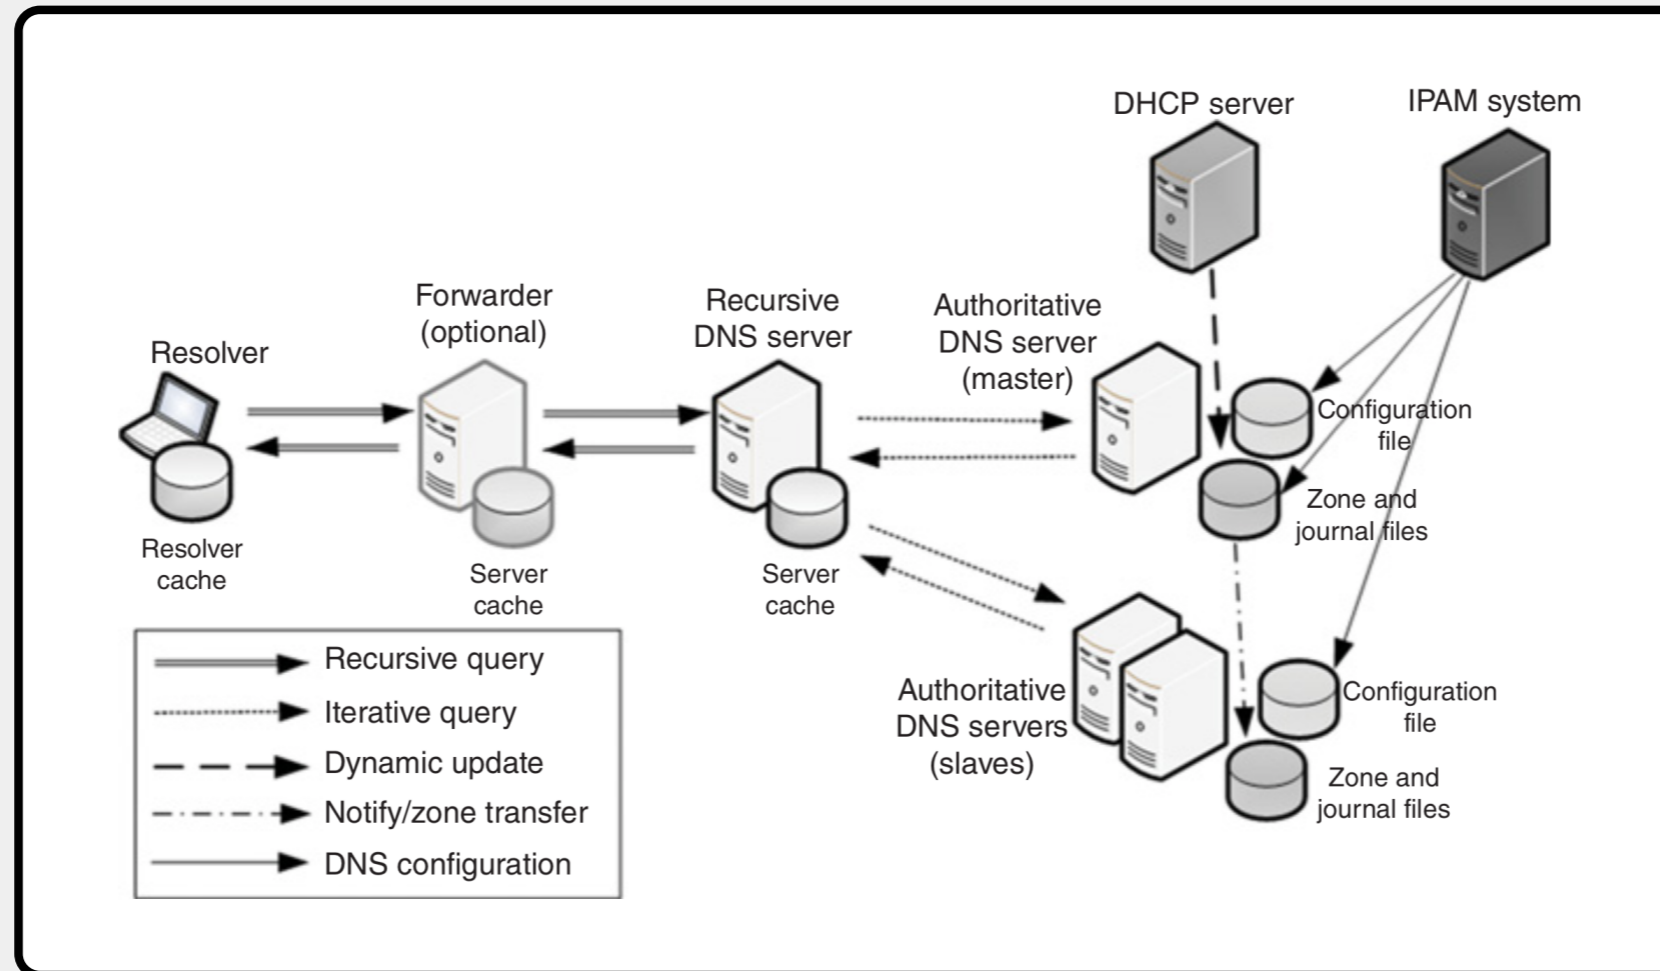 DHCP server
IPAM system
Forwarder
(optional)
Recursive
DNS server
Authoritative
DNS server
(master)
Resolver
Configuration
file
Zone and
journal files
Resolver
cache
Server
cache
Server
cache
Recursive query
Iterative query
Dynamic update
Notify/zone transfer
DNS configuration
Authoritative
DNS servers
(slaves)
Configuration
file
Zone and
journal files